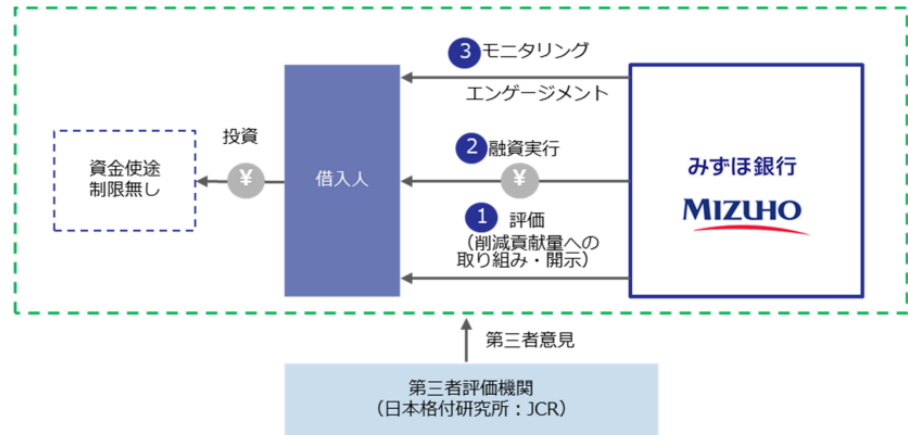 3 モニタリング
エンゲージメント
投資
2 融資実行
資金使途
制限無し
¥
借入人
¥
みずほ銀行
MIZUHO
1 評価
（削減貢献量への
取り組み・開示）
第三者意見
第三者評価機関
（日本格付研究所：JCR）